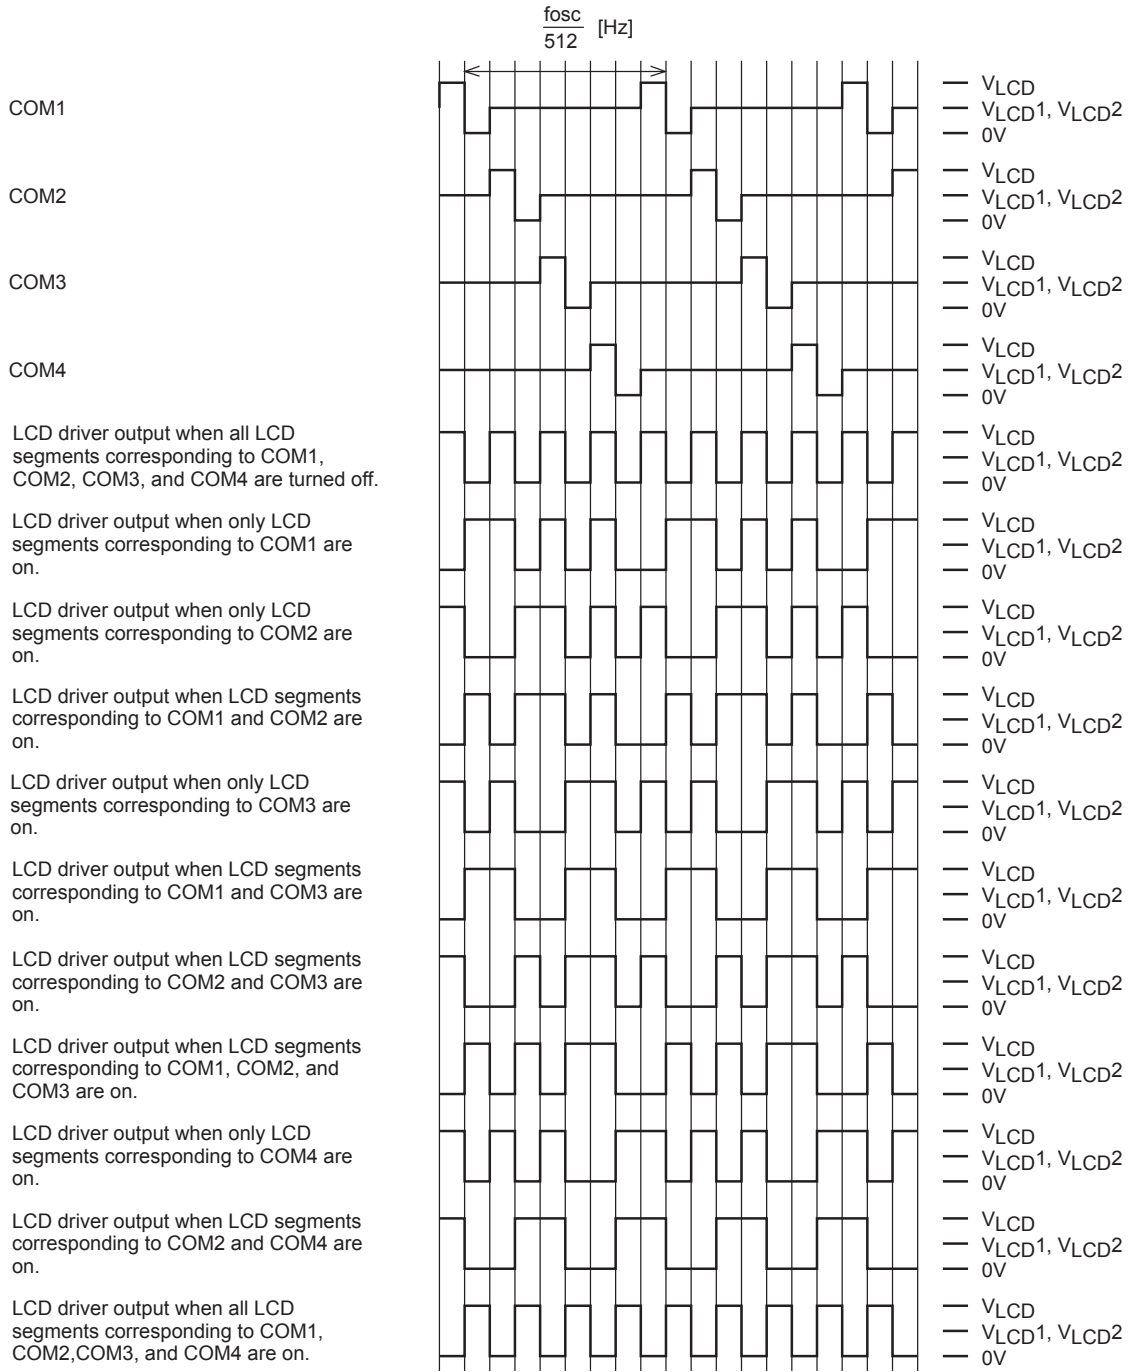 fosc
512 [Hz]
COM1
VLCD
VLCD1, VLCD2
0V
COM2
VLCD
VLCD1, VLCD2
0V
COM3
VLCD
VLCD1, VLCD2
0V
COM4
VLCD
VLCD1, VLCD2
0V
LCD driver output when all LCD
segments corresponding to COM1,
COM2, COM3, and COM4 are turned off.
VLCD
VLCD1, VLCD2
0V
LCD driver output when only LCD
segments corresponding to COM1 are
on.
VLCD
VLCD1, VLCD2
0V
LCD driver output when only LCD
segments corresponding to COM2 are
on.
VLCD
VLCD1, VLCD2
0V
LCD driver output when LCD segments
corresponding to COM1 and COM2 are
on.
VLCD
VLCD1, VLCD2
0V
LCD driver output when only LCD
segments corresponding to COM3 are
on.
VLCD
VLCD1, VLCD2
0V
LCD driver output when LCD segments
corresponding to COM1 and COM3 are
on.
VLCD
VLCD1, VLCD2
0V
LCD driver output when LCD segments
corresponding to COM2 and COM3 are
on.
VLCD
VLCD1, VLCD2
0V
LCD driver output when LCD segments
corresponding to COM1, COM2, and
COM3 are on.
VLCD
VLCD1, VLCD2
0V
LCD driver output when only LCD
segments corresponding to COM4 are
on.
VLCD
VLCD1, VLCD2
0V
LCD driver output when LCD segments
corresponding to COM2 and COM4 are
on.
VLCD
VLCD1, VLCD2
0V
LCD driver output when all LCD
segments corresponding to COM1,
COM2,COM3, and COM4 are on.
VLCD
VLCD1, VLCD2
0V